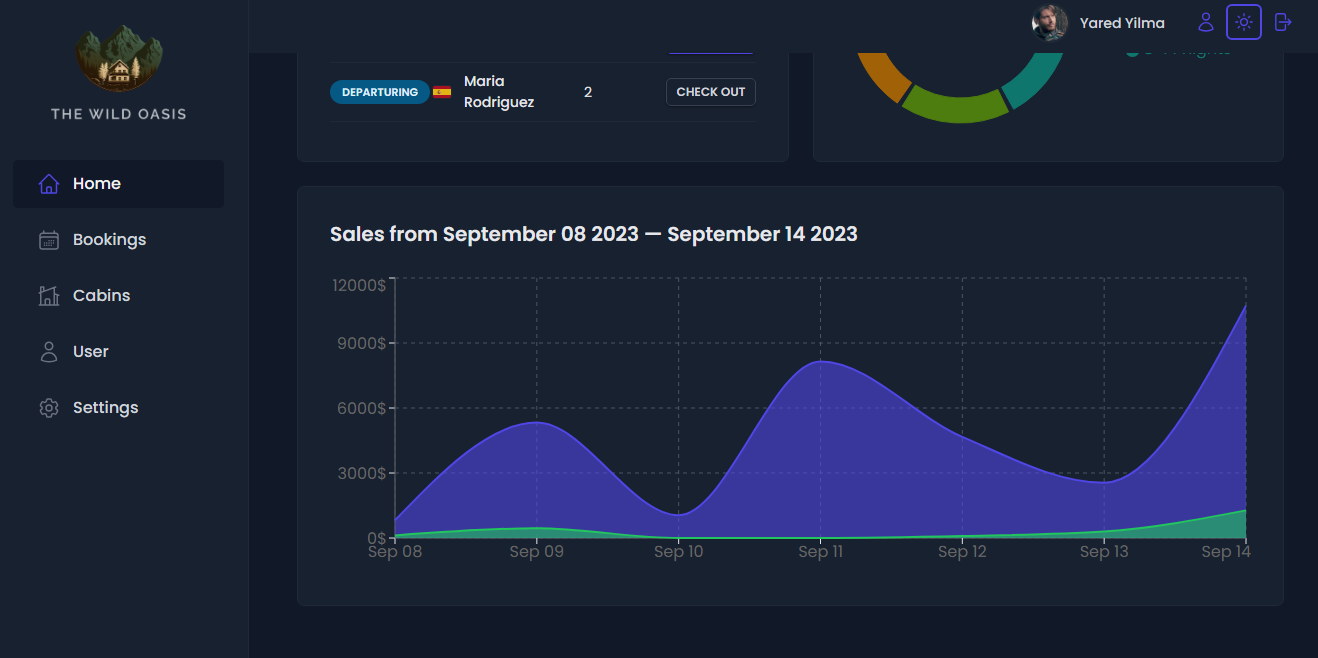 THE WILD OASIS
Home
Bookings
Cabins
User
Settings
Yared Yilma
DEPARTURING
Maria
Rodriguez
2
CHECK OUT
Sales from September 08 2023 — September 14 2023
12000$
9000$
6000$
3000$
0$
Sep 08 Sep 09 Sep 10 Sep 11 Sep 12 Sep 13 Sep 14